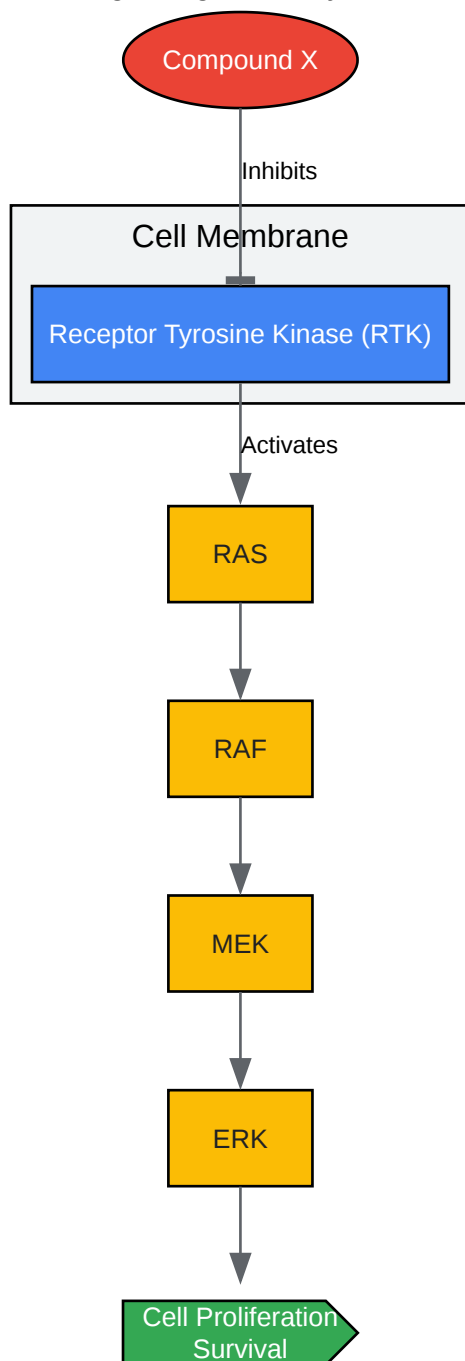 Compound X
Inhibits
Cell Membrane
Receptor Tyrosine Kinase (RTK)
Activates
RAS
RAF
MEK
ERK
Cell Proliferation
Survival